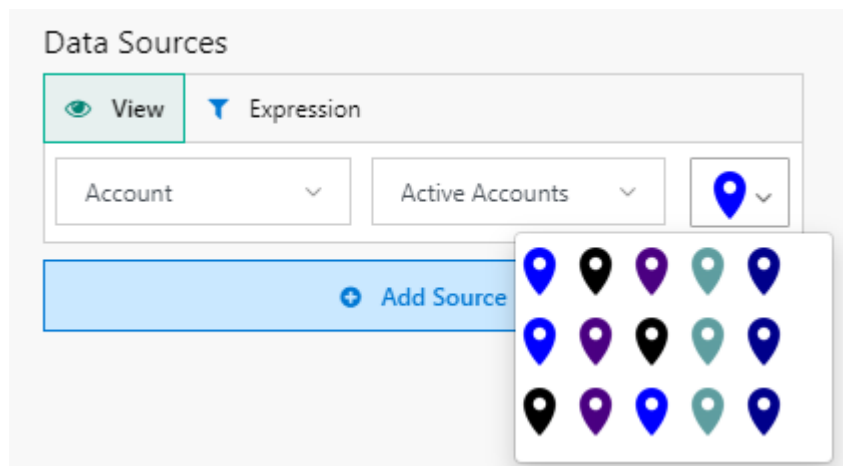 Data Sources
View Expression
Account Active Accounts
Add Source